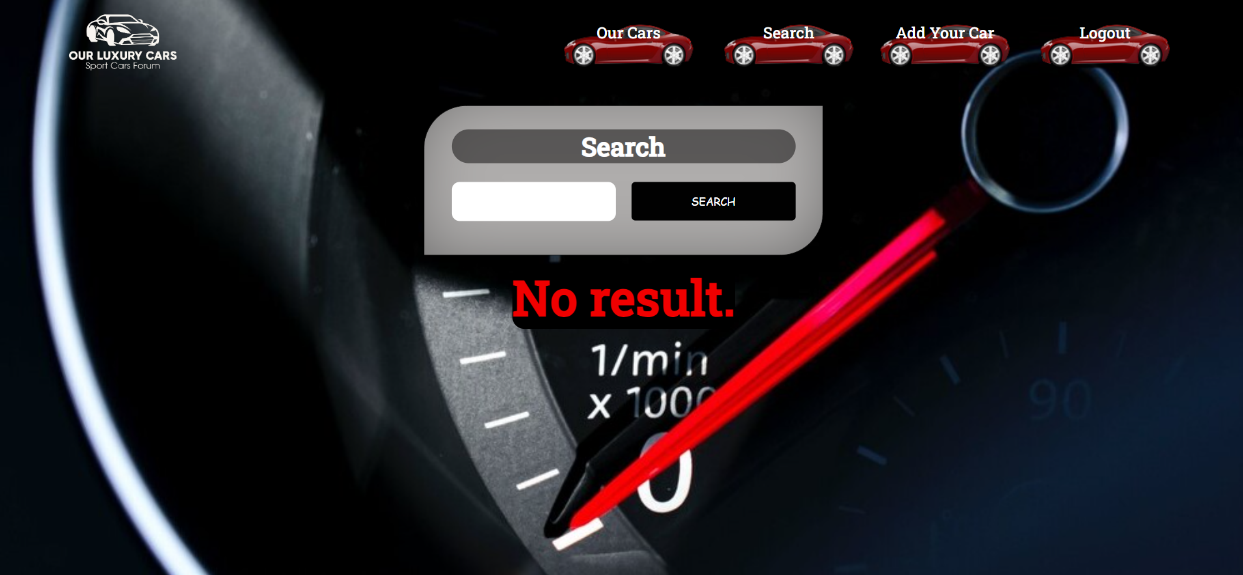 OUR LUXURY CARS
Sport Cars Forum
Our Cars
Search
Add Your Car
Logout
Search
SEARCH
No result.
1/min
x 1000
0
90